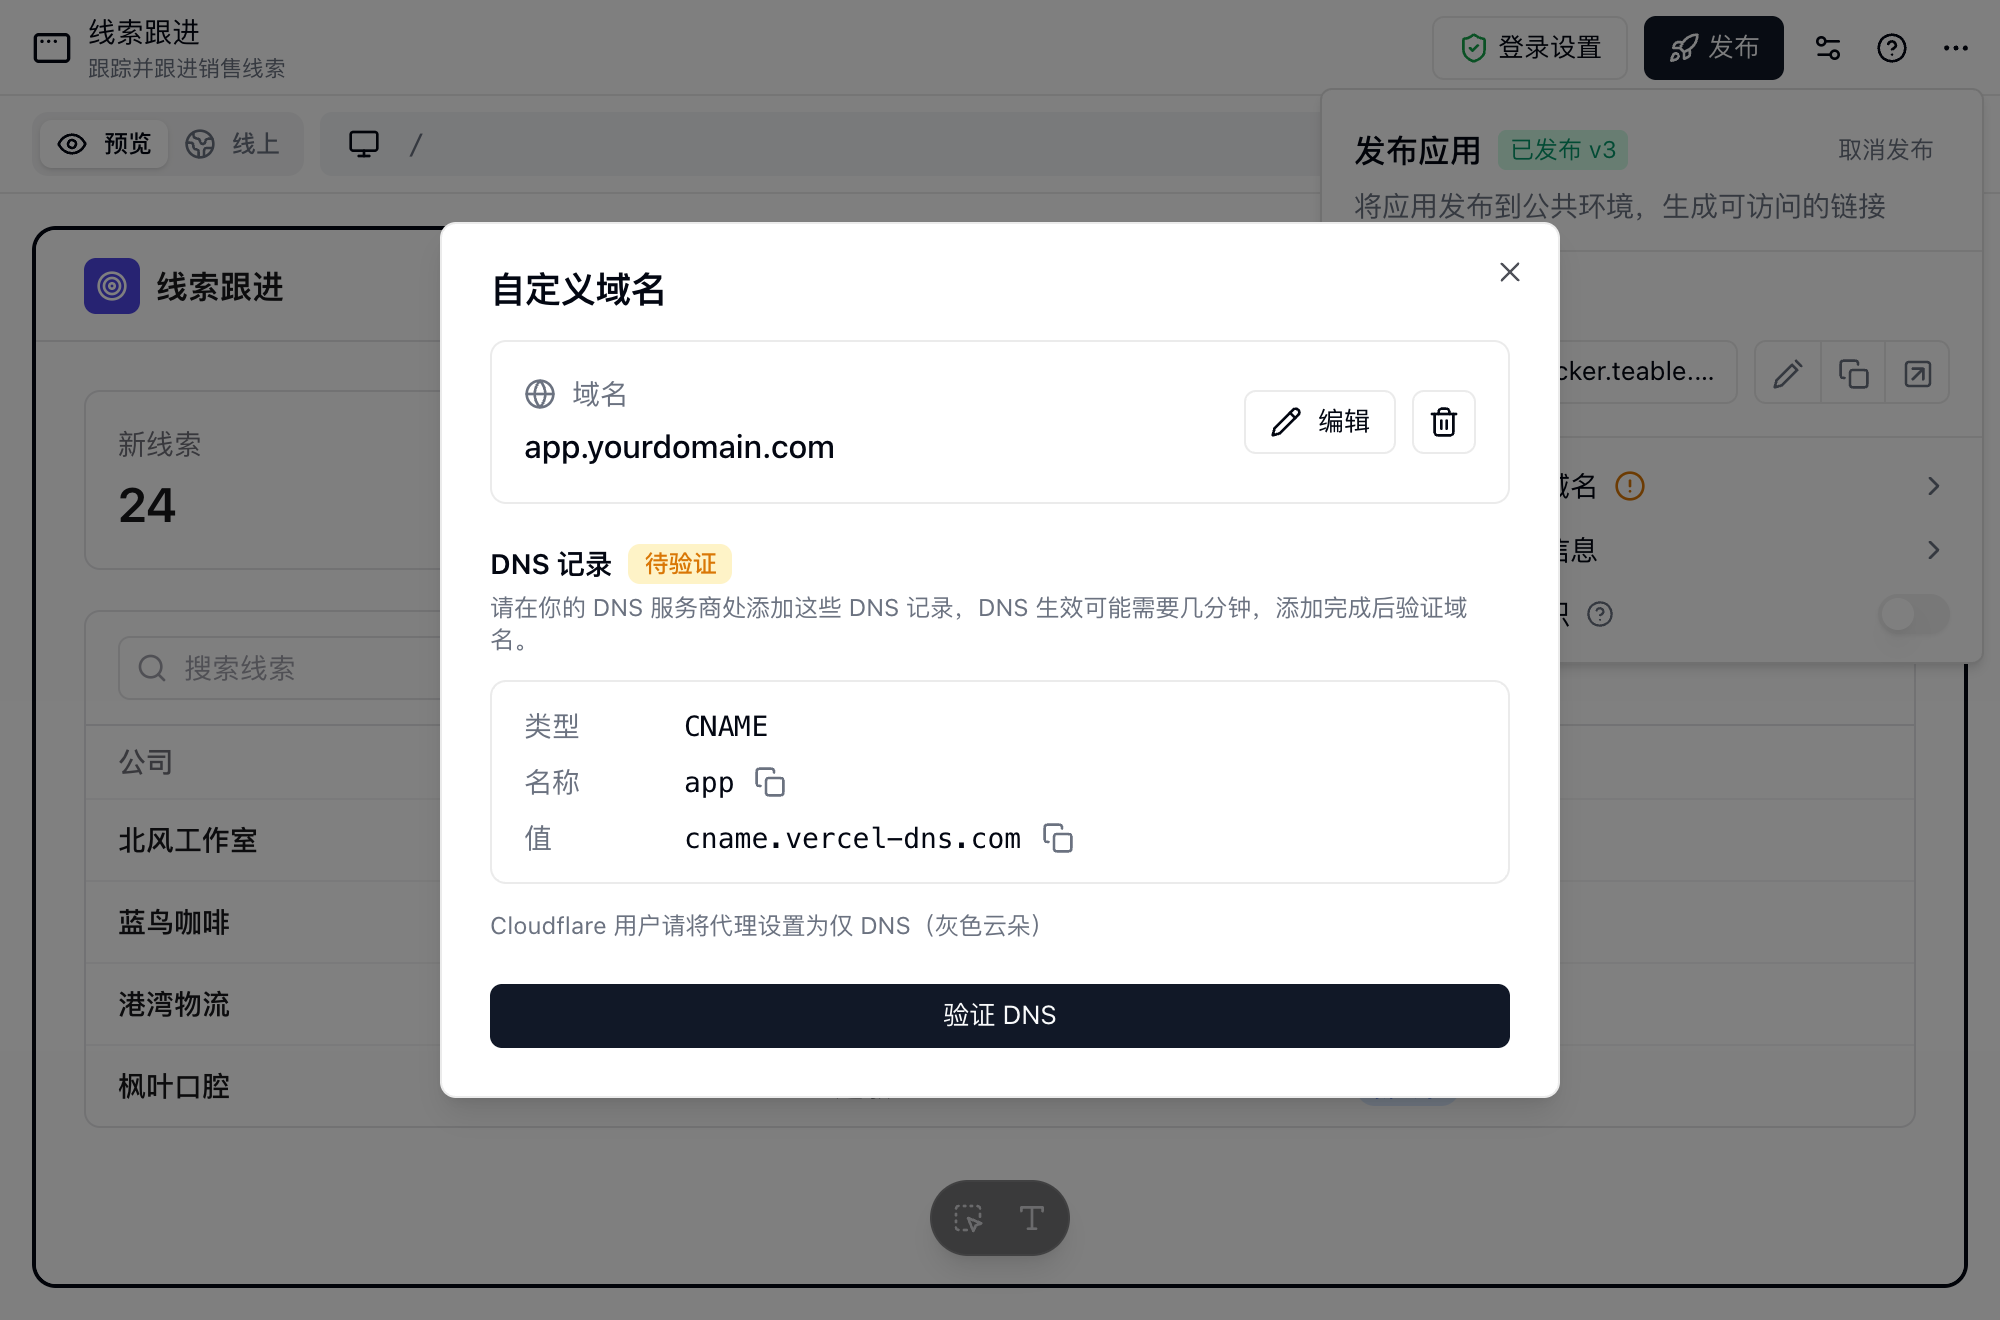 线索跟进
跟踪并跟进销售线索
登录设置
发布
预览
线上
/
发布应用
已发布 v3
取消发布
将应用发布到公共环境，生成可访问的链接
线索跟进
cker.teable....
新线索
24
域名
信息
搜索线索
公司
北风工作室
蓝鸟咖啡
港湾物流
枫叶口腔
自定义域名
域名
app.yourdomain.com
编辑
DNS 记录
待验证
请在你的 DNS 服务商处添加这些 DNS 记录，DNS 生效可能需要几分钟，添加完成后验证域
名。
类型 CNAME
名称 app
值 cname.vercel-dns.com
Cloudflare 用户请将代理设置为仅 DNS（灰色云朵）
验证 DNS